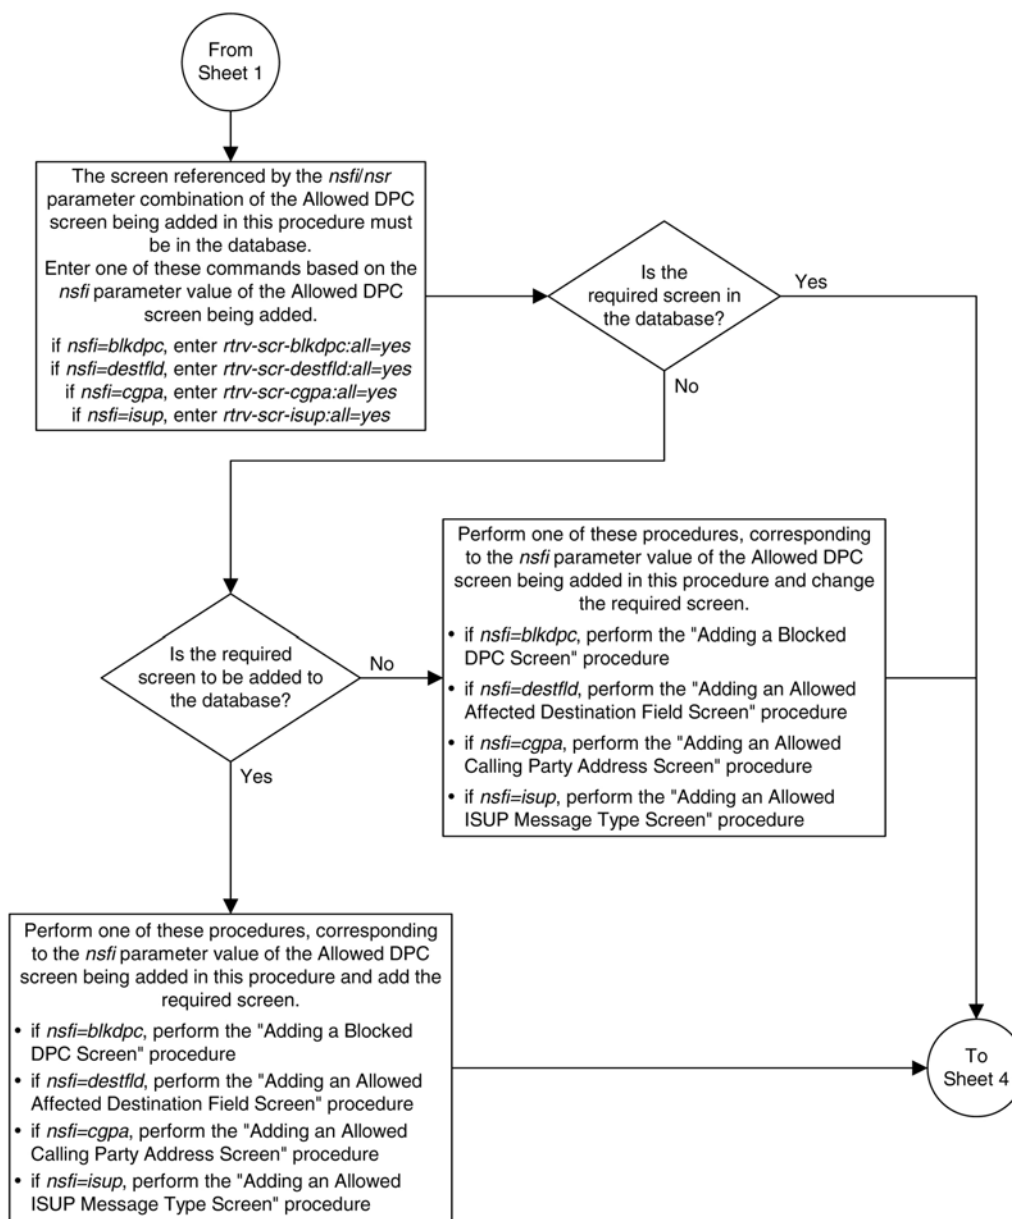 From
Sheet 1
The screen referenced by the nsfi/nsr
parameter combination of the Allowed DPC
screen being added in this procedure must
be in the database.
Enter one of these commands based on the
nsfi parameter value of the Allowed DPC
screen being added.
if nsfi=blkdpc, enter rtrv-scr-blkdpc:all=yes
if nsfi=destfld, enter rtrv-scr-destfld:all=yes
if nsfi=cgpa, enter rtrv-scr-cgpa:all=yes
if nsfi=isup, enter rtrv-scr-isup:all=yes
Is the
required screen in
the database?
Yes
No
Is the required
screen to be added to
the database?
No
Yes
Perform one of these procedures, corresponding
to the nsfi parameter value of the Allowed DPC
screen being added in this procedure and change
the required screen.
• if nsfi=blkdpc, perform the "Adding a Blocked
DPC Screen" procedure
• if nsfi=destfld, perform the "Adding an Allowed
Affected Destination Field Screen" procedure
• if nsfi=cgpa, perform the "Adding an Allowed
Calling Party Address Screen" procedure
• if nsfi=isup, perform the "Adding an Allowed
ISUP Message Type Screen" procedure
Perform one of these procedures, corresponding
to the nsfi parameter value of the Allowed DPC
screen being added in this procedure and add the
required screen.
• if nsfi=blkdpc, perform the "Adding a Blocked
DPC Screen" procedure
• if nsfi=destfld, perform the "Adding an Allowed
Affected Destination Field Screen" procedure
• if nsfi=cgpa, perform the "Adding an Allowed
Calling Party Address Screen" procedure
• if nsfi=isup, perform the "Adding an Allowed
ISUP Message Type Screen" procedure
To
Sheet 4